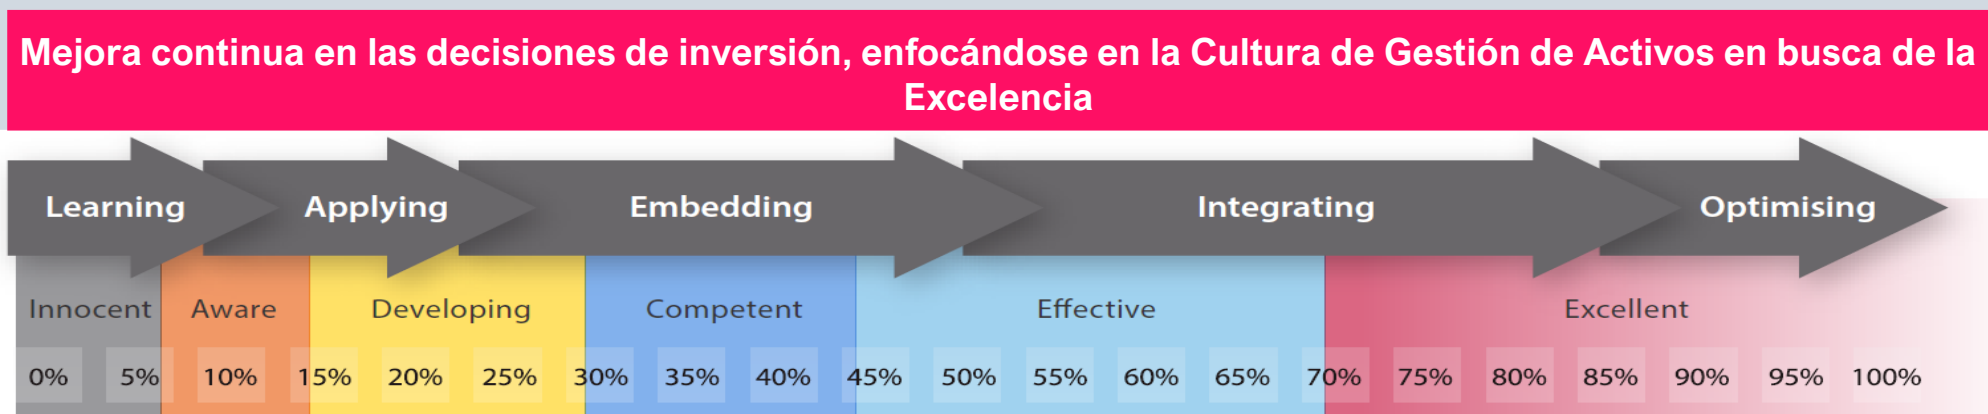 Mejora continua en las decisiones de inversión, enfocándose en la Cultura de Gestión de Activos en busca de la
Excelencia
Learning Applying Embedding Integrating Optimising
Innocent Aware Developing Competent Effective Excellent
0% 5% 10% 15% 20% 25% 30% 35% 40% 45% 50% 55% 60% 65% 70% 75% 80% 85% 90% 95% 100%